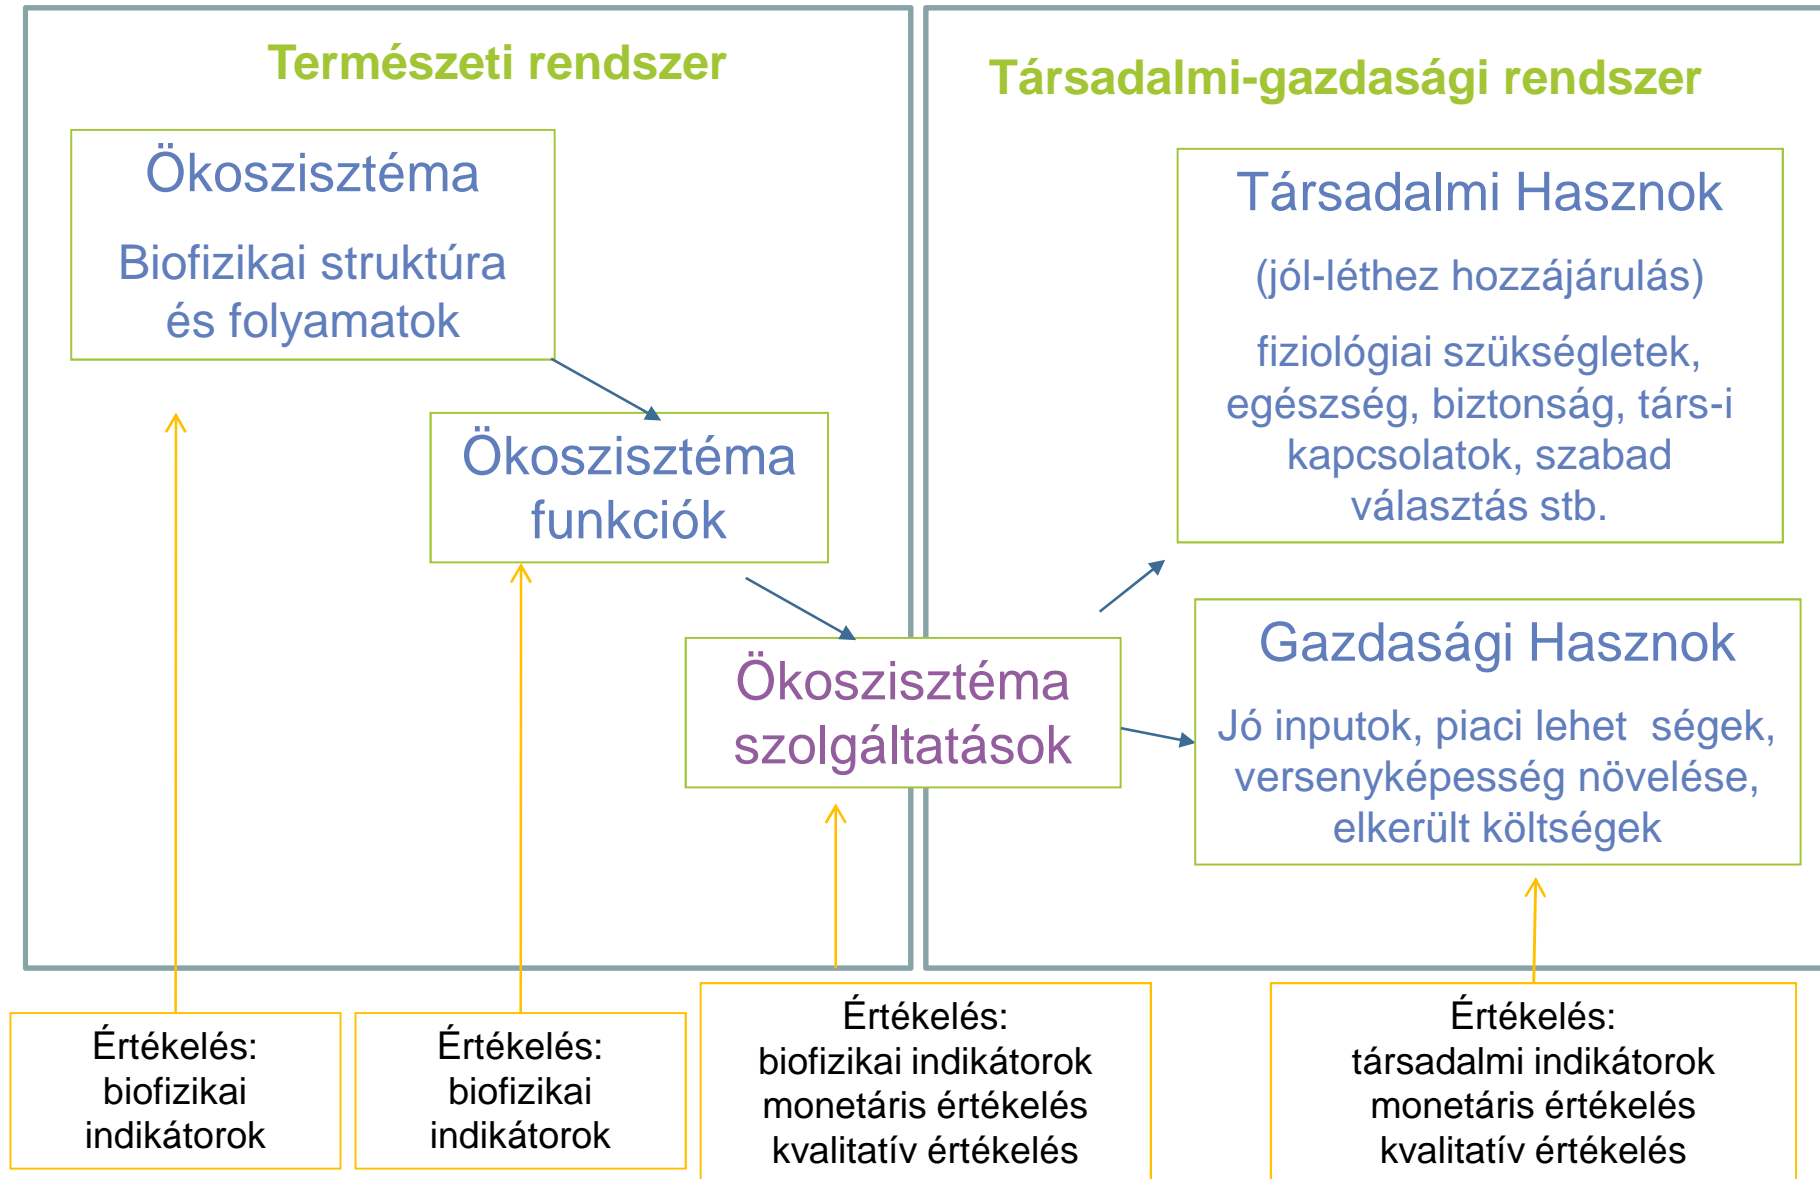 Természeti rendszer
Ökoszisztéma
Biofizikai struktúra
és folyamatok
Ökoszisztéma
funkciók
Ökoszisztéma
szolgáltatások
Társadalmi-gazdasági rendszer
Társadalmi Hasznok
(jól-léthez hozzájárulás)
fiziológiai szükségletek,
egészség, biztonság, társ-i
kapcsolatok, szabad
választás stb.
Gazdasági Hasznok
Jó inputok, piaci lehet ségek,
versenyképesség növelése,
elkerült költségek
Értékelés:
biofizikai
indikátorok
Értékelés:
biofizikai
indikátorok
Értékelés:
biofizikai indikátorok
monetáris értékelés
kvalitatív értékelés
Értékelés:
társadalmi indikátorok
monetáris értékelés
kvalitatív értékelés